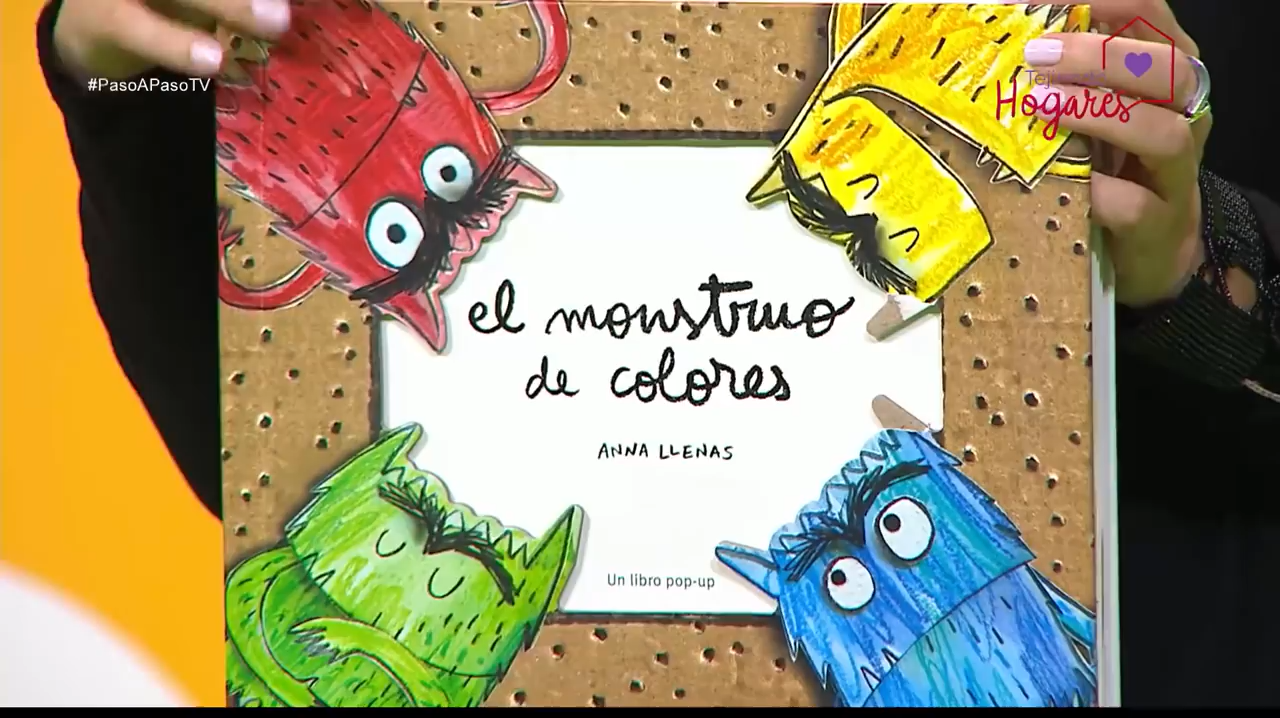 #PasoAPasoTV
Hogares
el monstruo
de colores
ANNA LLENAS
Un libro pop-up